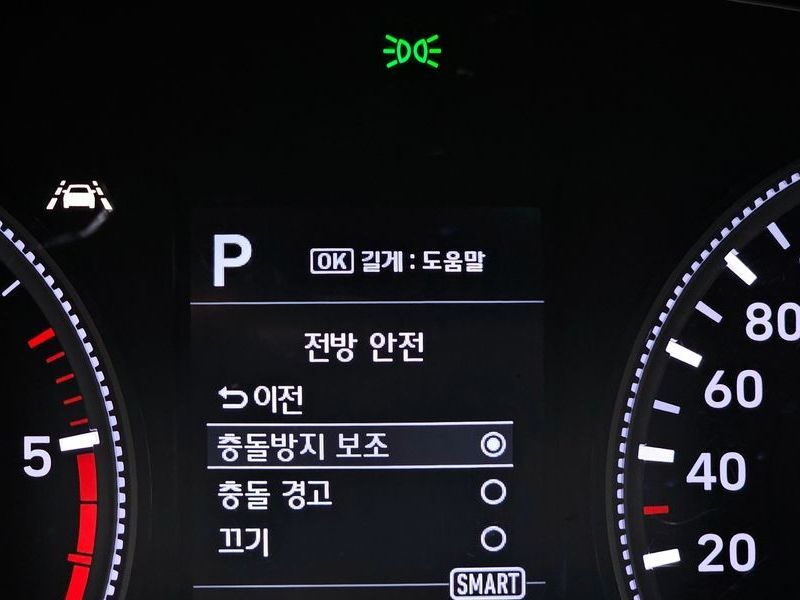 P
OK 길게 : 도움말
전방 안전
이전
충돌방지 보조
충돌 경고
끄기
SMART
5
80
60
40
20